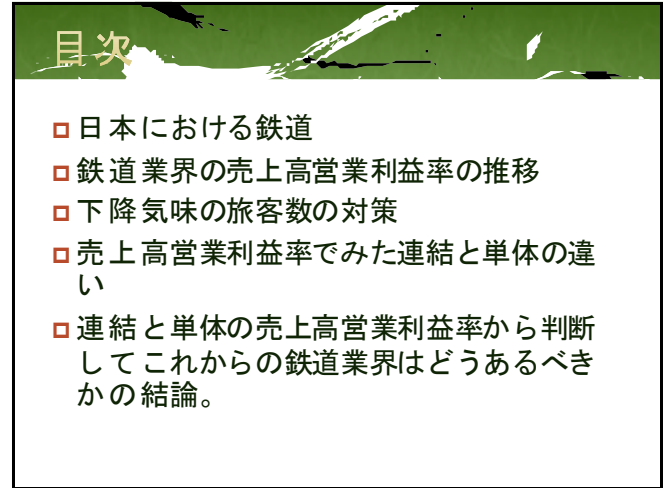 目次
日本における鉄道
鉄道業界の売上高営業利益率の推移
下降気味の旅客数の対策
売上高営業利益率でみた連結と単体の違
い
連結と単体の売上高営業利益率から判断
してこれからの鉄道業界はどうあるべき
かの結論。